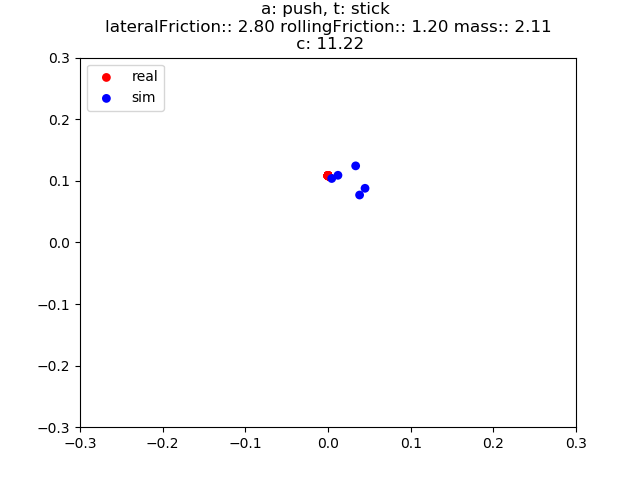 a: push, t: stick
lateralFriction:: 2.80 rollingFriction:: 1.20 mass:: 2.11
c: 11.22
real
sim
0.3
0.2
0.1
0.0
−0.1
−0.2
−0.3
−0.3 −0.2 −0.1 0.0 0.1 0.2 0.3